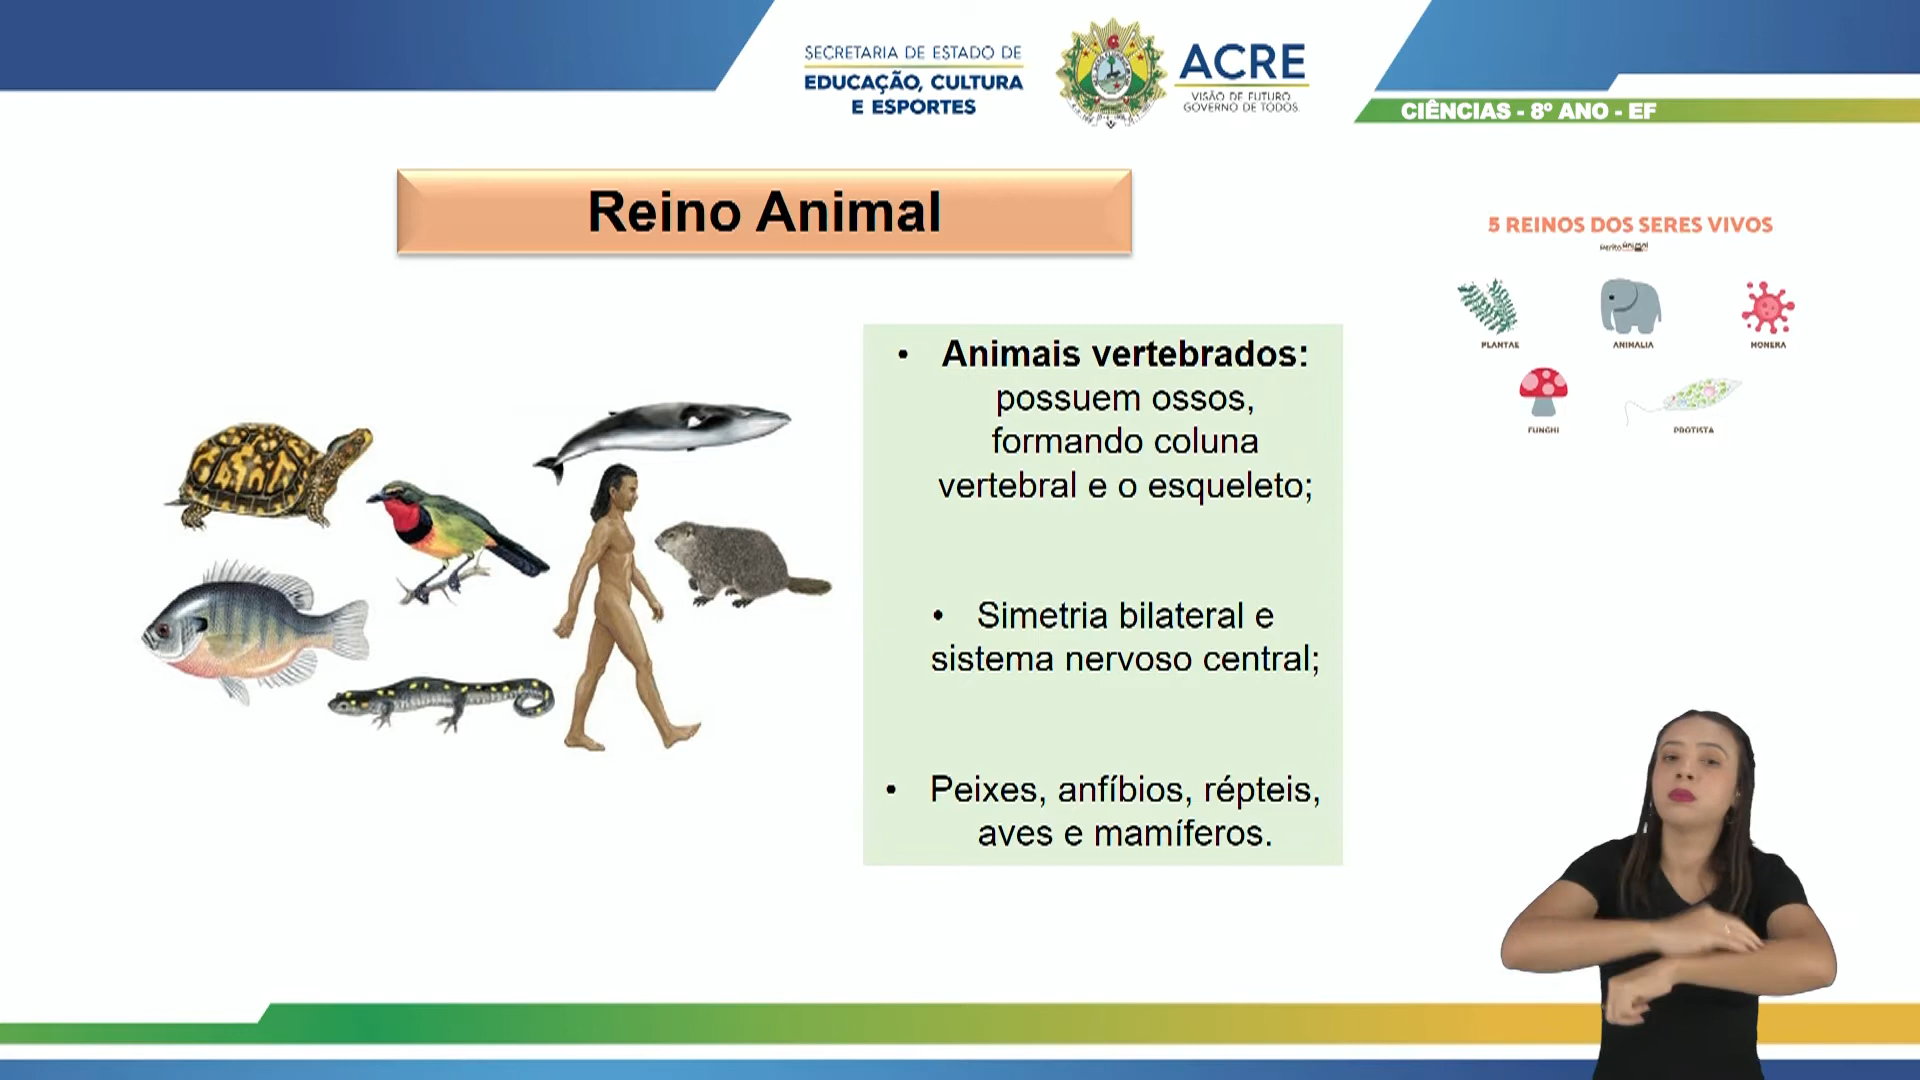 SECRETARIA DE ESTADO DE
EDUCAÇÃO, CULTURA
E ESPORTES
ACRE
VISÃO DE FUTURO
GOVERNO DE TODOS
CIÊNCIAS - 8º ANO - EF
Reino Animal
5 REINOS DOS SERES VIVOS
PLANTAE
ANIMALIA
MONERA
FUNGHI
PROTISTA
• Animais vertebrados:
possuem ossos,
formando coluna
vertebral e o esqueleto;
• Simetria bilateral e
sistema nervoso central;
• Peixes, anfíbios, répteis,
aves e mamíferos.